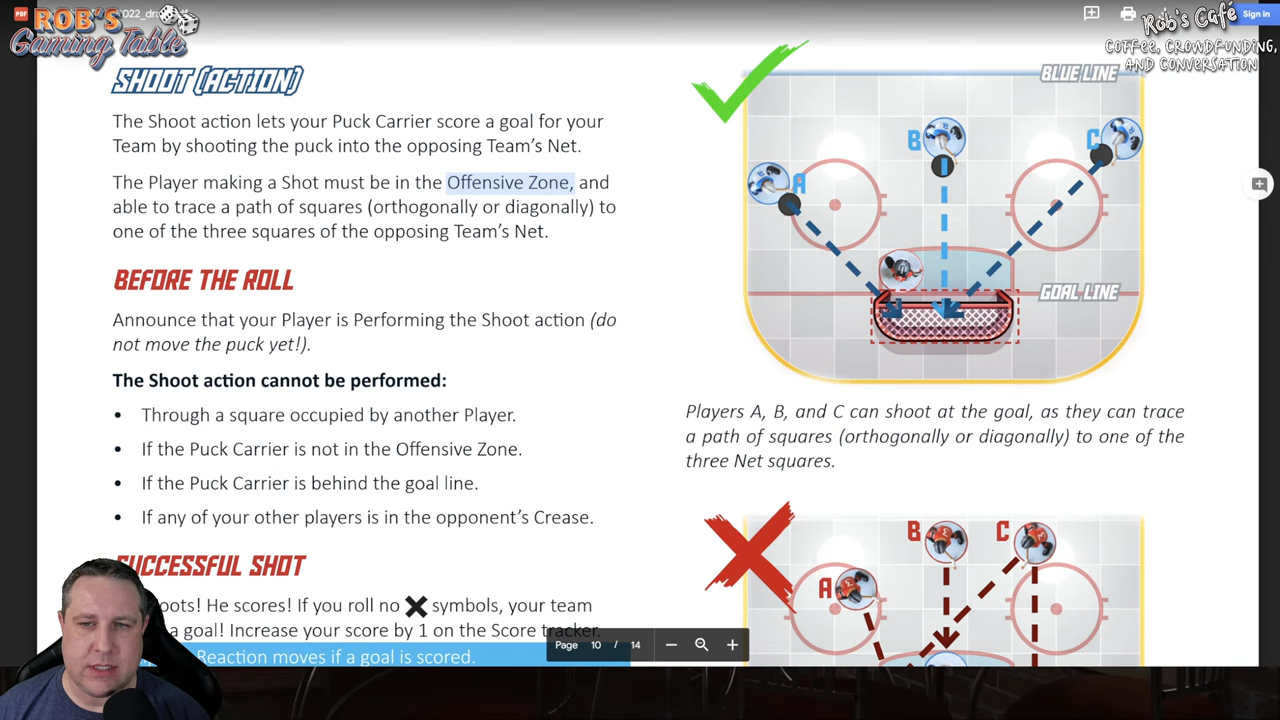 ROB'S
Gaming Table
PDF
Sign in
Rob's Café
COFFEE, CROWDFUNDING,
AND CONVERSATION
SHOOT (ACTION)
The Shoot action lets your Puck Carrier score a goal for your
Team by shooting the puck into the opposing Team's Net.
The Player making a Shot must be in the Offensive Zone, and
able to trace a path of squares (orthogonally or diagonally) to
one of the three squares of the opposing Team's Net.
BEFORE THE ROLL
Announce that your Player is Performing the Shoot action (do
not move the puck yet!).
The Shoot action cannot be performed:
• Through a square occupied by another Player.
• If the Puck Carrier is not in the Offensive Zone.
• If the Puck Carrier is behind the goal line.
• If any of your other players is in the opponent's Crease.
SUCCESSFUL SHOT
oots! He scores! If you roll no ✖ symbols, your team
a goal! Increase your score by 1 on the Score tracker.
Reaction moves if a goal is scored.
BLUE LINE
A
B
C
GOAL LINE
Players A, B, and C can shoot at the goal, as they can trace
a path of squares (orthogonally or diagonally) to one of the
three Net squares.
B
C
A
Page 10 / 14